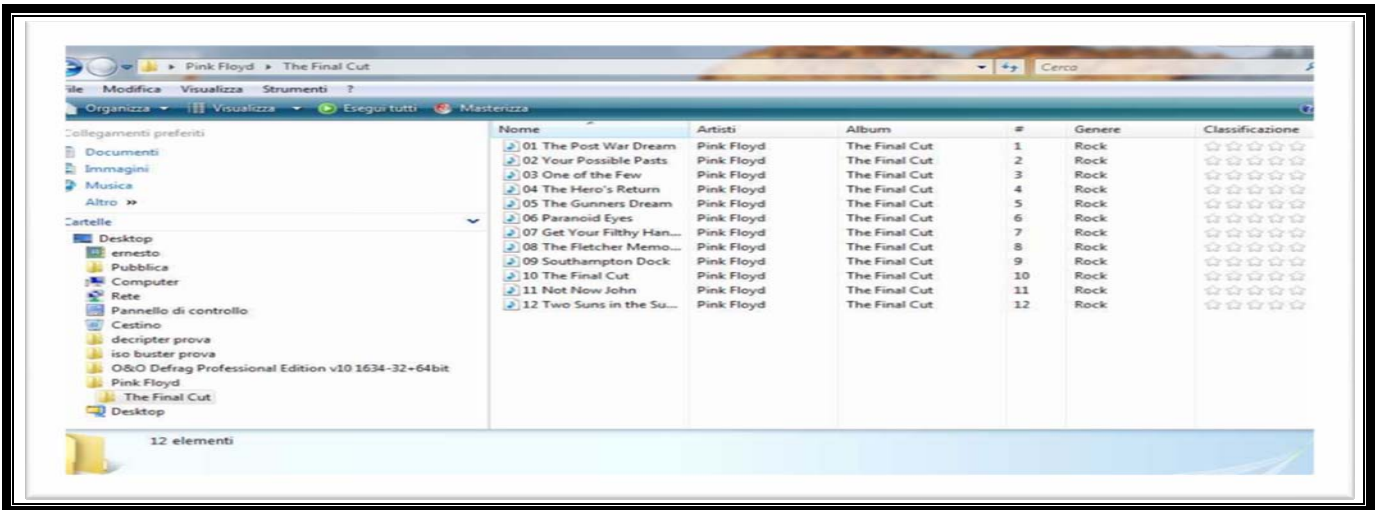 Pink Floyd ▸ The Final Cut
Cerca
File Modifica Visualizza Strumenti ?
Organizza Visualizza Esegui tutti Masterizza
Collegamenti preferiti
Documenti
Immagini
Musica
Altro »
Cartelle
Desktop
ernesto
Pubblica
Computer
Rete
Pannello di controllo
Cestino
decripter prova
iso buster prova
O&O Defrag Professional Edition v10 1634-32+64bit
Pink Floyd
The Final Cut
Desktop
Nome Artisti Album # Genere Classificazione
01 The Post War Dream Pink Floyd The Final Cut 1 Rock
02 Your Possible Pasts Pink Floyd The Final Cut 2 Rock
03 One of the Few Pink Floyd The Final Cut 3 Rock
04 The Hero's Return Pink Floyd The Final Cut 4 Rock
05 The Gunners Dream Pink Floyd The Final Cut 5 Rock
06 Paranoid Eyes Pink Floyd The Final Cut 6 Rock
07 Get Your Filthy Han... Pink Floyd The Final Cut 7 Rock
08 The Fletcher Memo... Pink Floyd The Final Cut 8 Rock
09 Southampton Dock Pink Floyd The Final Cut 9 Rock
10 The Final Cut Pink Floyd The Final Cut 10 Rock
11 Not Now John Pink Floyd The Final Cut 11 Rock
12 Two Suns in the Su... Pink Floyd The Final Cut 12 Rock
12 elementi